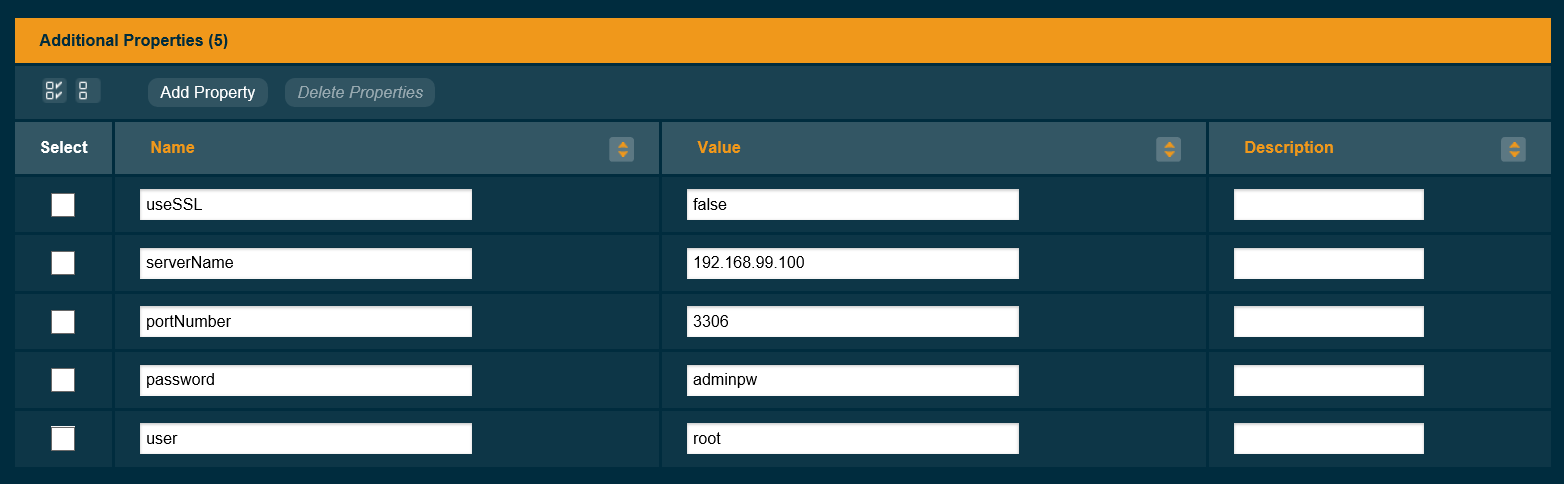 Additional Properties (5)
Add Property Delete Properties
Select Name Value Description
useSSL false
serverName 192.168.99.100
portNumber 3306
password adminpw
user root